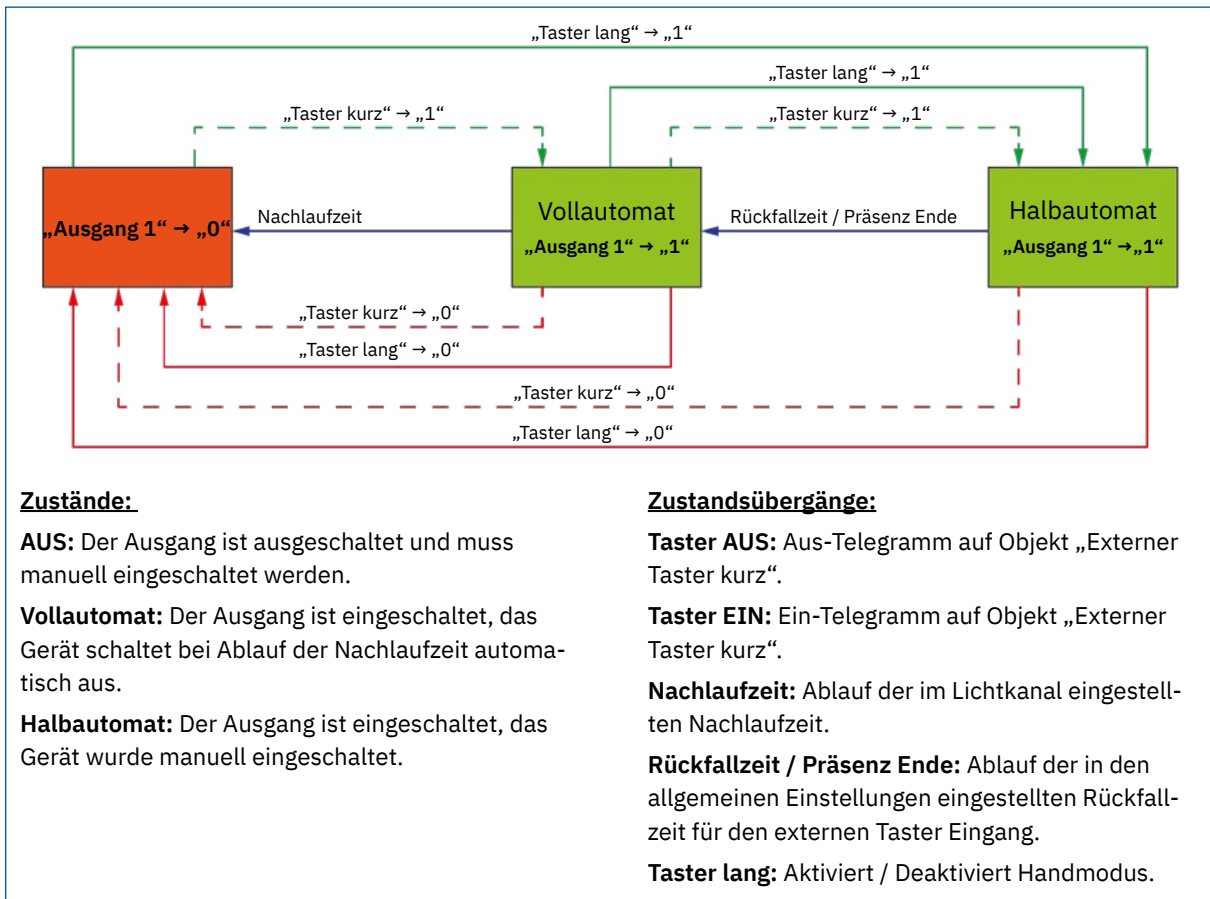 „Taster lang“ → „1“
„Taster lang“ → „1“
„Taster kurz“ → „1“
„Taster kurz“ → „1“
„Ausgang 1“ → „0“
Nachlaufzeit
Vollautomat
„Ausgang 1“ → „1“
Rückfallzeit / Präsenz Ende
Halbautomat
„Ausgang 1“ →„1“
„Taster kurz“ → „0“
„Taster lang“ → „0“
„Taster kurz“ → „0“
„Taster lang“ → „0“
Zustände:
AUS: Der Ausgang ist ausgeschaltet und muss
manuell eingeschaltet werden.
Vollautomat: Der Ausgang ist eingeschaltet, das
Gerät schaltet bei Ablauf der Nachlaufzeit automa-
tisch aus.
Halbautomat: Der Ausgang ist eingeschaltet, das
Gerät wurde manuell eingeschaltet.
Zustandsübergänge:
Taster AUS: Aus-Telegramm auf Objekt „Externer
Taster kurz“.
Taster EIN: Ein-Telegramm auf Objekt „Externer
Taster kurz“.
Nachlaufzeit: Ablauf der im Lichtkanal eingestell-
ten Nachlaufzeit.
Rückfallzeit / Präsenz Ende: Ablauf der in den
allgemeinen Einstellungen eingestellten Rückfall-
zeit für den externen Taster Eingang.
Taster lang: Aktiviert / Deaktiviert Handmodus.